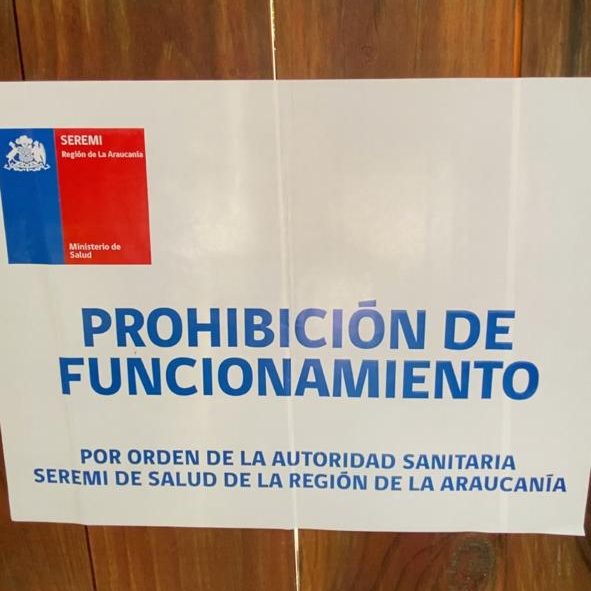 SEREMI
Región de La Araucanía
Ministerio de
Salud
PROHIBICIÓN DE
FUNCIONAMIENTO
POR ORDEN DE LA AUTORIDAD SANITARIA
SEREMI DE SALUD DE LA REGIÓN DE LA ARAUCANÍA